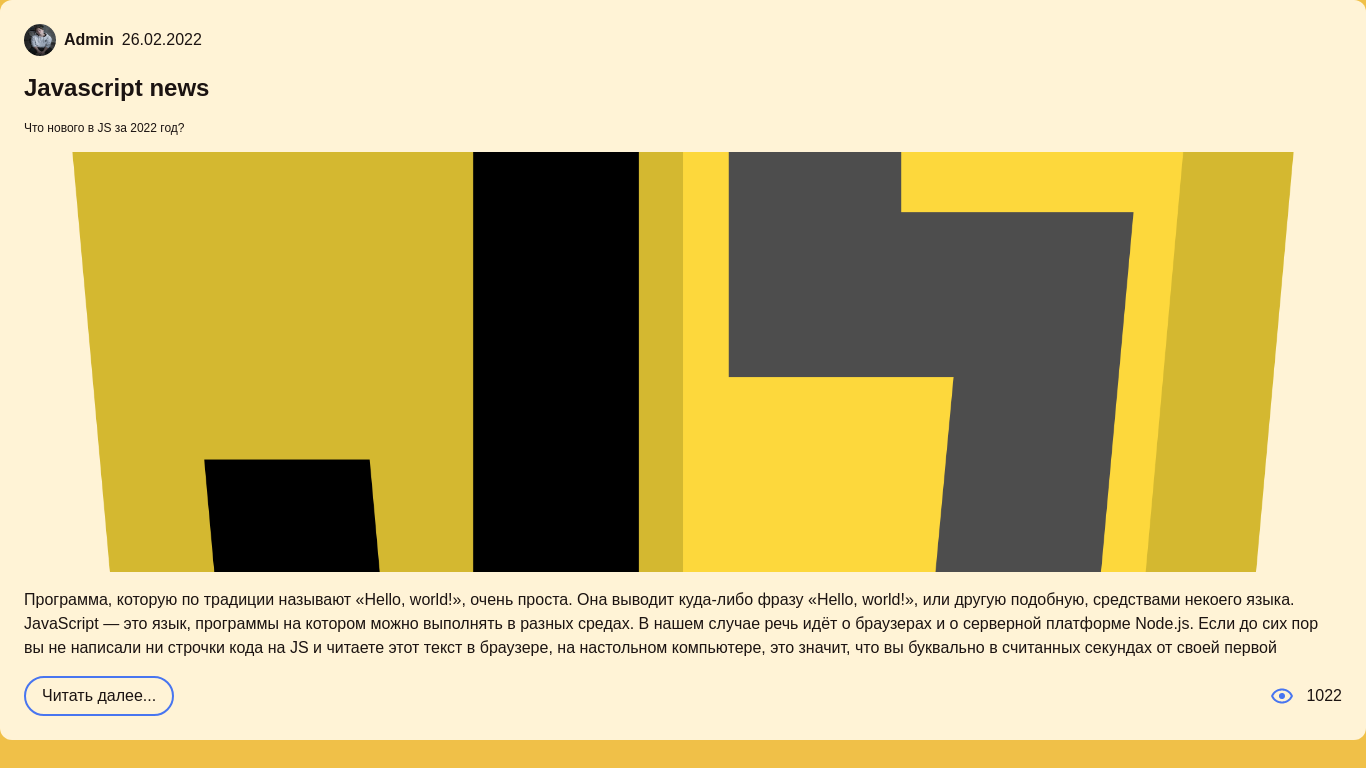 Admin 26.02.2022
Javascript news
Что нового в JS за 2022 год?
Программа, которую по традиции называют «Hello, world!», очень проста. Она выводит куда-либо фразу «Hello, world!», или другую подобную, средствами некоего языка.
JavaScript — это язык, программы на котором можно выполнять в разных средах. В нашем случае речь идёт о браузерах и о серверной платформе Node.js. Если до сих пор
вы не написали ни строчки кода на JS и читаете этот текст в браузере, на настольном компьютере, это значит, что вы буквально в считанных секундах от своей первой
Читать далее... 1022